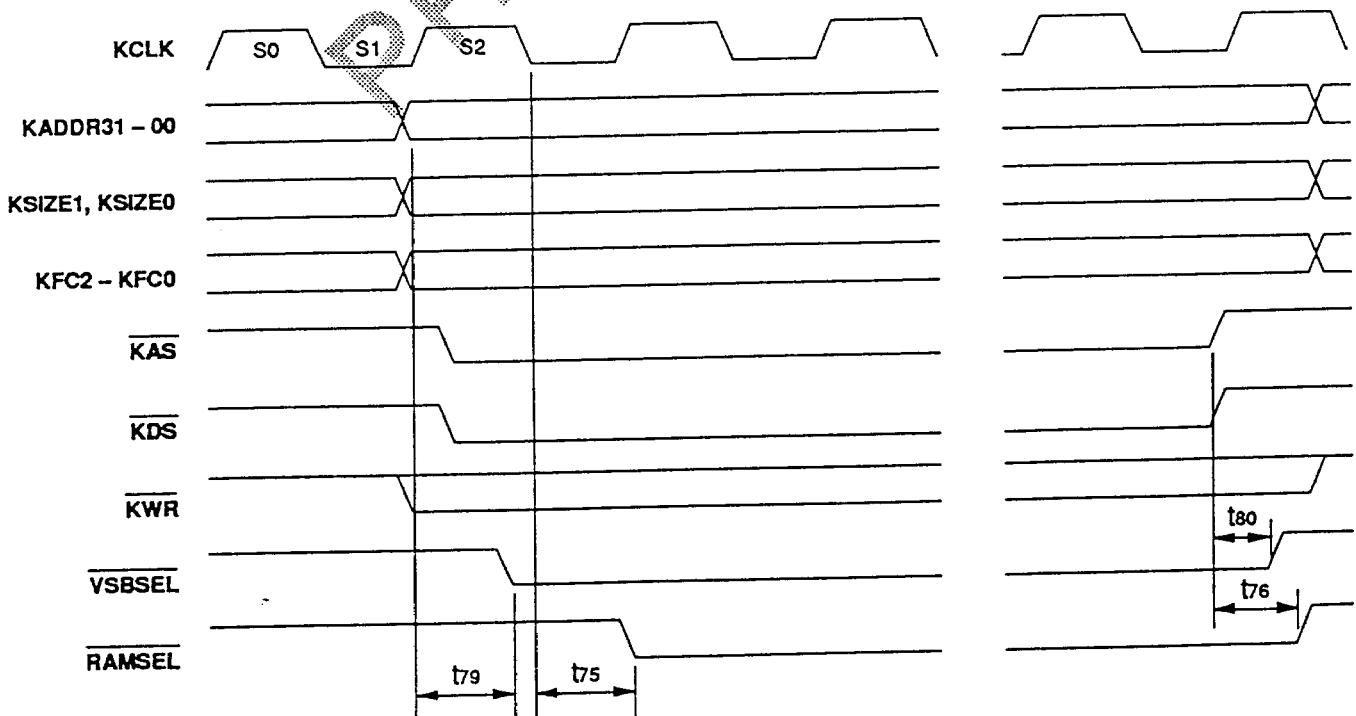 KCLK
S0
S1
S2
KADDR31 – 00
KSIZE1, KSIZE0
KFC2 – KFC0
KAS
KDS
KWR
t80
VSBSEL
t76
RAMSEL
t79
t75